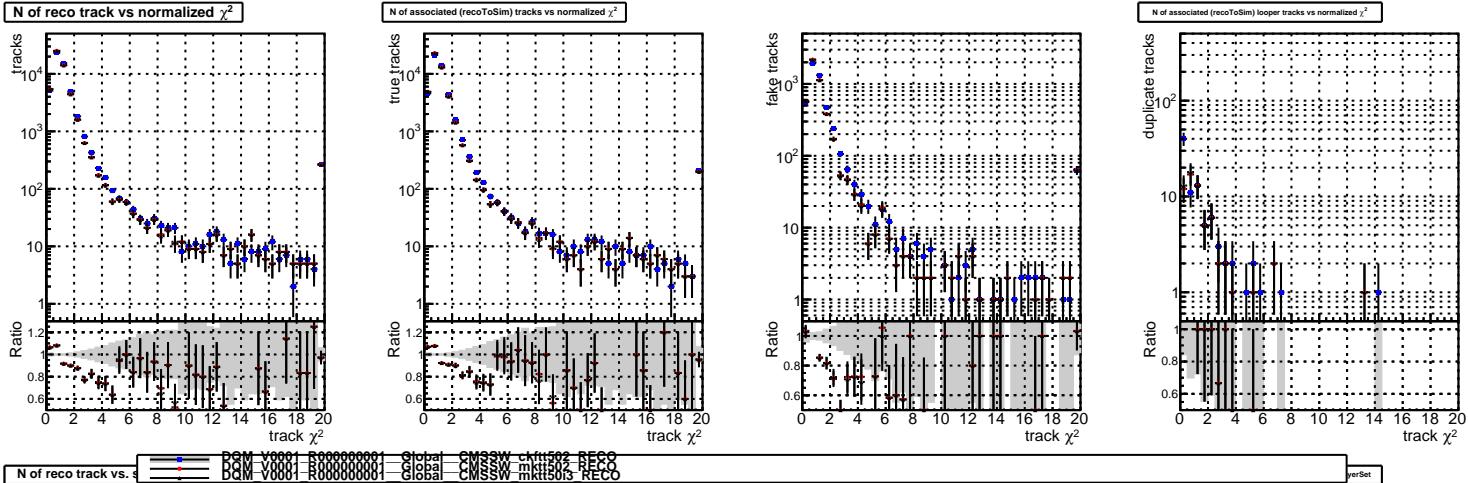 N of reco track vs normalized χ²
N of associated (recoToSim) tracks vs normalized χ²
N of associated (recoToSim) looper tracks vs normalized χ²
tracks
10⁴
10³
10²
10
1
Ratio
1.2
1
0.8
0.6
0 2 4 6 8 10 12 14 16 18 20
track χ²
true tracks
10⁴
10³
10²
10
1
Ratio
1.2
1
0.8
0.6
0 2 4 6 8 10 12 14 16 18 20
track χ²
fake tracks
10³
10²
10
1
Ratio
1
0.8
0.6
0 2 4 6 8 10 12 14 16 18 20
track χ²
duplicate tracks
10²
10
1
Ratio
1
0.8
0.6
0 2 4 6 8 10 12 14 16 18 20
track χ²
N of reco track vs. s
DQM_V0001_R000000001__Global__CMSSW_ckftt502_RECO
DQM_V0001_R000000001__Global__CMSSW_mktt502_RECO
DQM_V0001_R000000001__Global__CMSSW_mktt50i3_RECO
yerSet